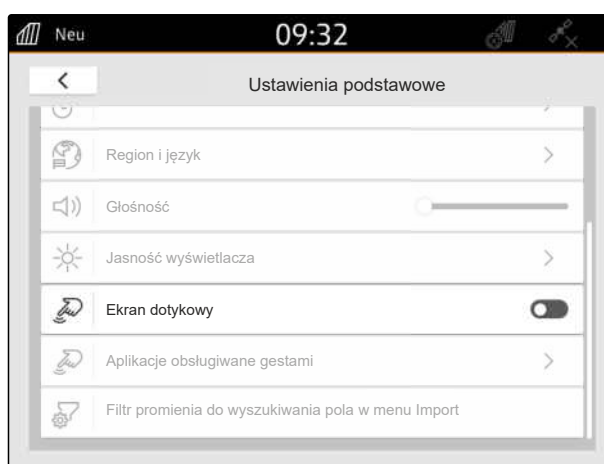 Neu
09:32
Ustawienia podstawowe
Region i język
Głośność
Jasność wyświetlacza
Ekran dotykowy
Aplikacje obsługiwane gestami
Filtr promienia do wyszukiwania pola w menu Import